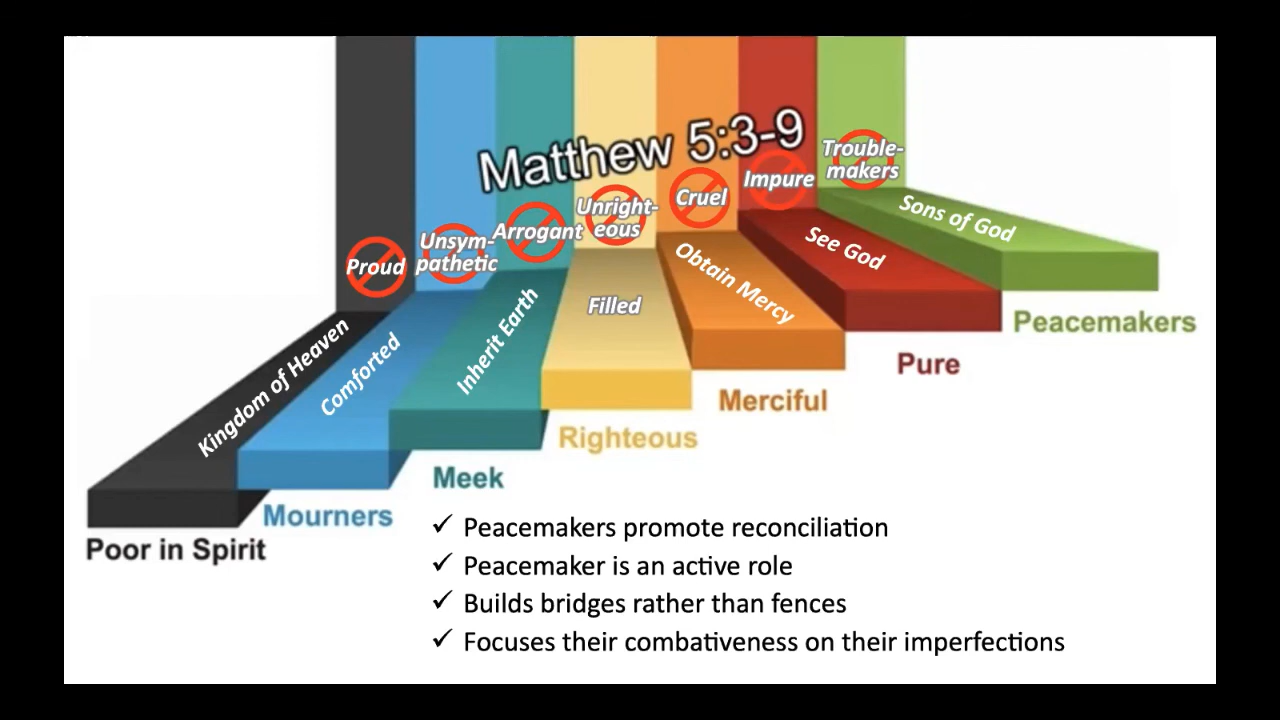 Matthew 5:3-9
Proud
Unsym-
pathetic
Arrogant
Unright-
eous
Cruel
Impure
Trouble-
makers
Kingdom of Heaven
Comforted
Inherit Earth
Filled
Obtain Mercy
See God
Sons of God
Poor in Spirit
Mourners
Meek
Righteous
Merciful
Pure
Peacemakers
✓ Peacemakers promote reconciliation
✓ Peacemaker is an active role
✓ Builds bridges rather than fences
✓ Focuses their combativeness on their imperfections